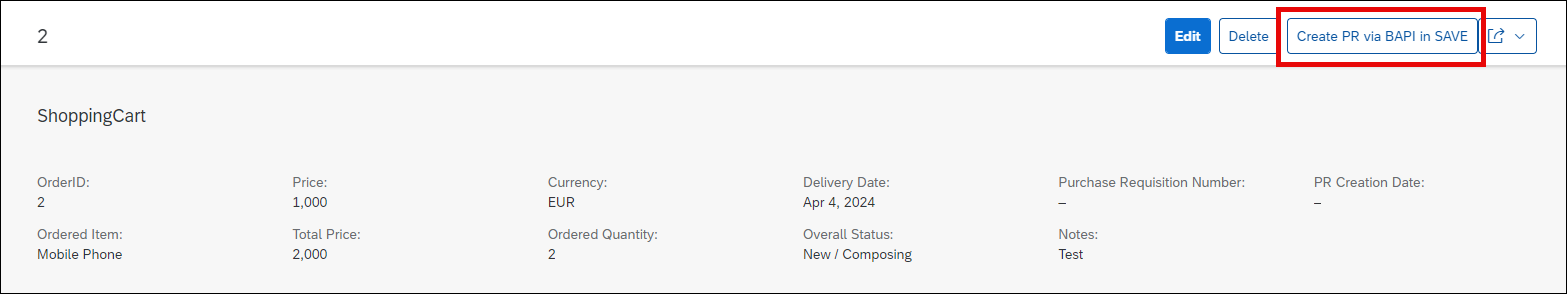 2 Edit Delete Create PR via BAPI in SAVE
ShoppingCart
OrderID: Price: Currency: Delivery Date: Purchase Requisition Number: PR Creation Date:
2 1,000 EUR Apr 4, 2024 – –
Ordered Item: Total Price: Ordered Quantity: Overall Status: Notes:
Mobile Phone 2,000 2 New / Composing Test